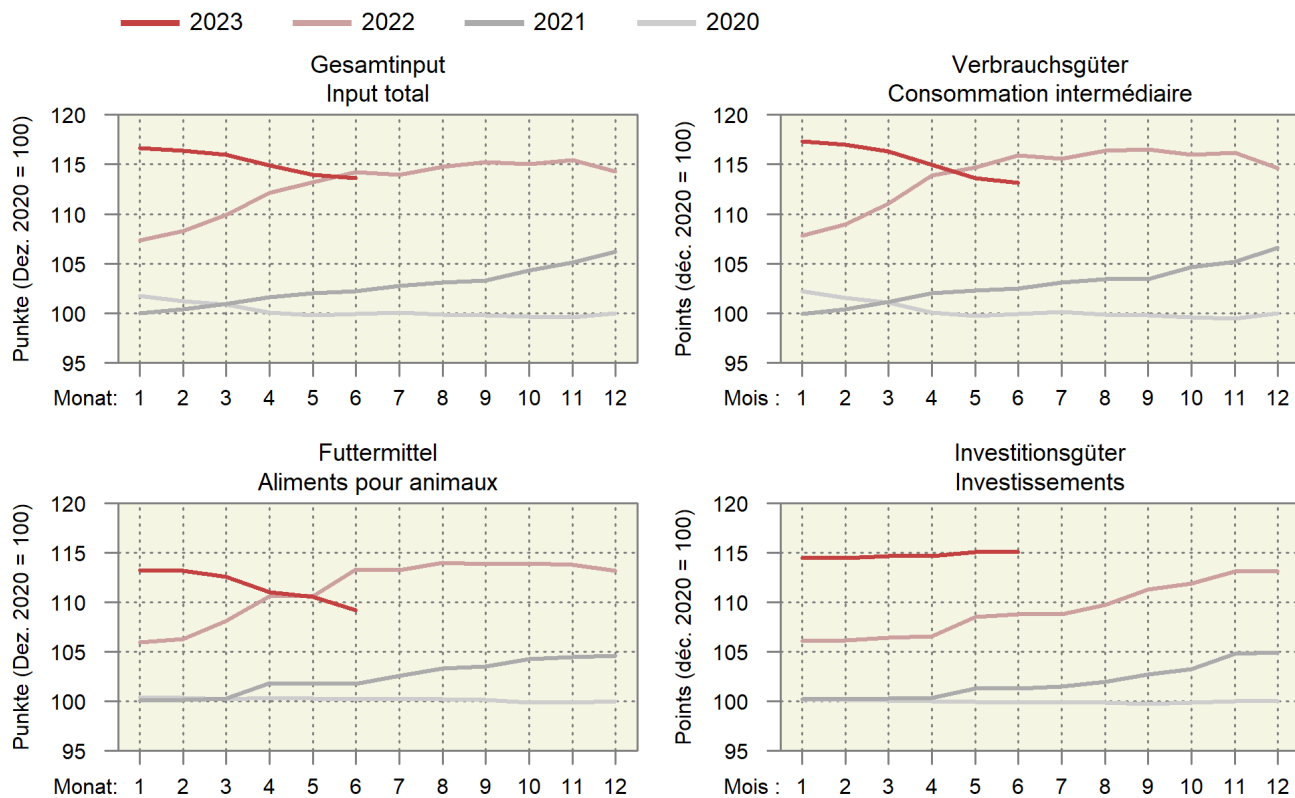 2023 2022 2021 2020
Gesamtinput
Input total
Punkte (Dez. 2020 = 100)
120
115
110
105
100
95
Monat: 1 2 3 4 5 6 7 8 9 10 11 12
Verbrauchsgüter
Consommation intermédiaire
Points (déc. 2020 = 100)
120
115
110
105
100
95
Mois : 1 2 3 4 5 6 7 8 9 10 11 12
Futtermittel
Aliments pour animaux
Punkte (Dez. 2020 = 100)
120
115
110
105
100
95
Monat: 1 2 3 4 5 6 7 8 9 10 11 12
Investitionsgüter
Investissements
Points (déc. 2020 = 100)
120
115
110
105
100
95
Mois : 1 2 3 4 5 6 7 8 9 10 11 12